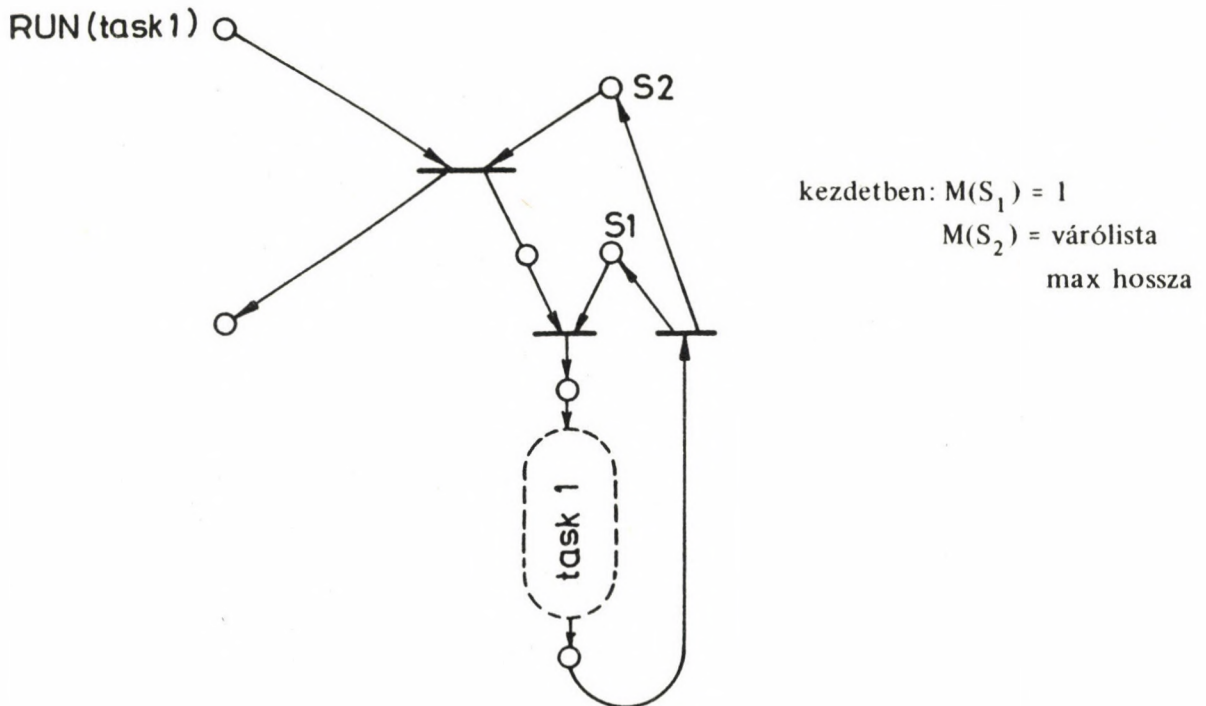 RUN(task1)
S2
kezdetben: M(S₁) = 1
S1
M(S₂) = várólista
max hossza
task 1